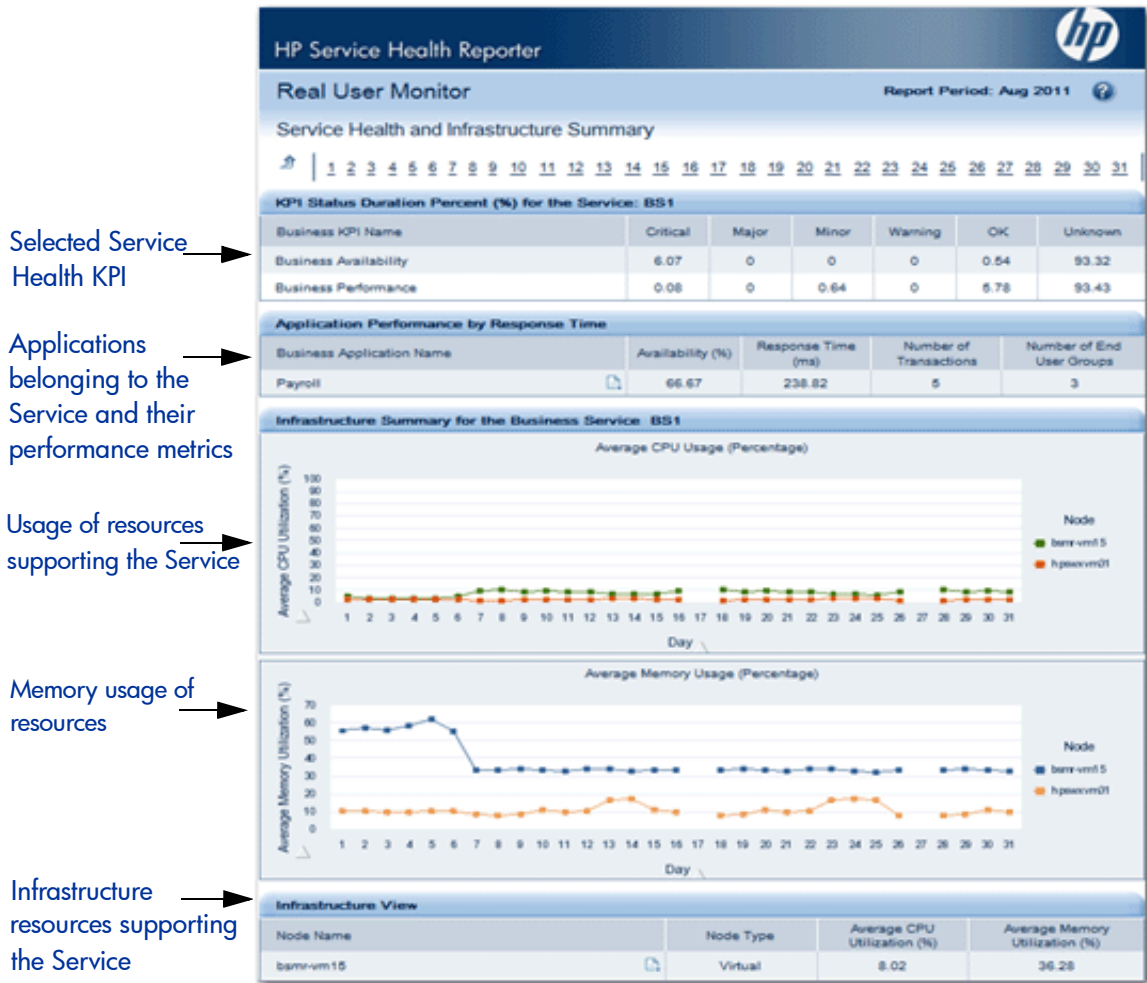 hp
HP Service Health Reporter
Real User Monitor
Report Period: Aug 2011
?
Service Health and Infrastructure Summary
1 2 3 4 5 6 7 8 9 10 11 12 13 14 15 16 17 18 19 20 21 22 23 24 25 26 27 28 29 30 31
KPI Status Duration Percent (%) for the Service: BS1
Business KPI Name Critical Major Minor Warning OK Unknown
Business Availability 6.07 0 0 0 0.54 93.32
Business Performance 0.08 0 0.64 0 5.78 93.43
Selected Service
Health KPI
Application Performance by Response Time
Business Application Name Availability (%) Response Time (ms) Number of Transactions Number of End User Groups
Payroll 66.67 238.82 5 3
Applications
belonging to the
Service and their
performance metrics
Infrastructure Summary for the Business Service BS1
Average CPU Usage (Percentage)
Average CPU Utilization (%)
100
90
80
70
60
50
40
30
20
10
0
1 2 3 4 5 6 7 8 9 10 11 12 13 14 15 16 17 18 19 20 21 22 23 24 25 26 27 28 29 30 31
Day
Node
bsmr-vm15
Usage of resources
supporting the Service
Average Memory Usage (Percentage)
Average Memory Utilization (%)
70
60
50
40
30
20
10
0
1 2 3 4 5 6 7 8 9 10 11 12 13 14 15 16 17 18 19 20 21 22 23 24 25 26 27 28 29 30 31
Day
Node
bsmr-vm15
Memory usage of
resources
Infrastructure View
Node Name Node Type Average CPU Utilization (%) Average Memory Utilization (%)
bsmr-vm15 Virtual 8.02 36.28
Infrastructure
resources supporting
the Service